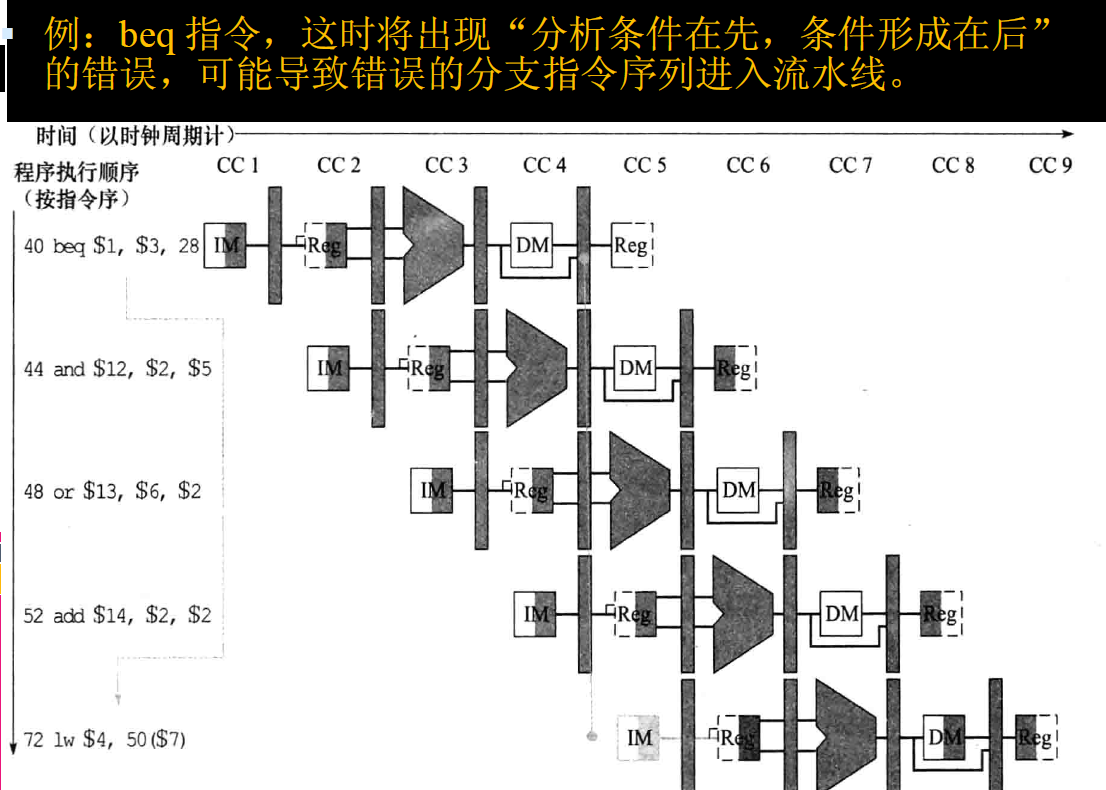 例：beq 指令，这时将出现“分析条件在先，条件形成在后”
的错误，可能导致错误的分支指令序列进入流水线。
时间（以时钟周期计）
程序执行顺序
（按指令序）
CC 1 CC 2 CC 3 CC 4 CC 5 CC 6 CC 7 CC 8 CC 9
40 beq $1, $3, 28 IM Reg DM Reg
44 and $12, $2, $5 IM Reg DM Reg
48 or $13, $6, $2 IM Reg DM Reg
52 add $14, $2, $2 IM Reg DM Reg
72 lw $4, 50($7) IM Reg DM Reg